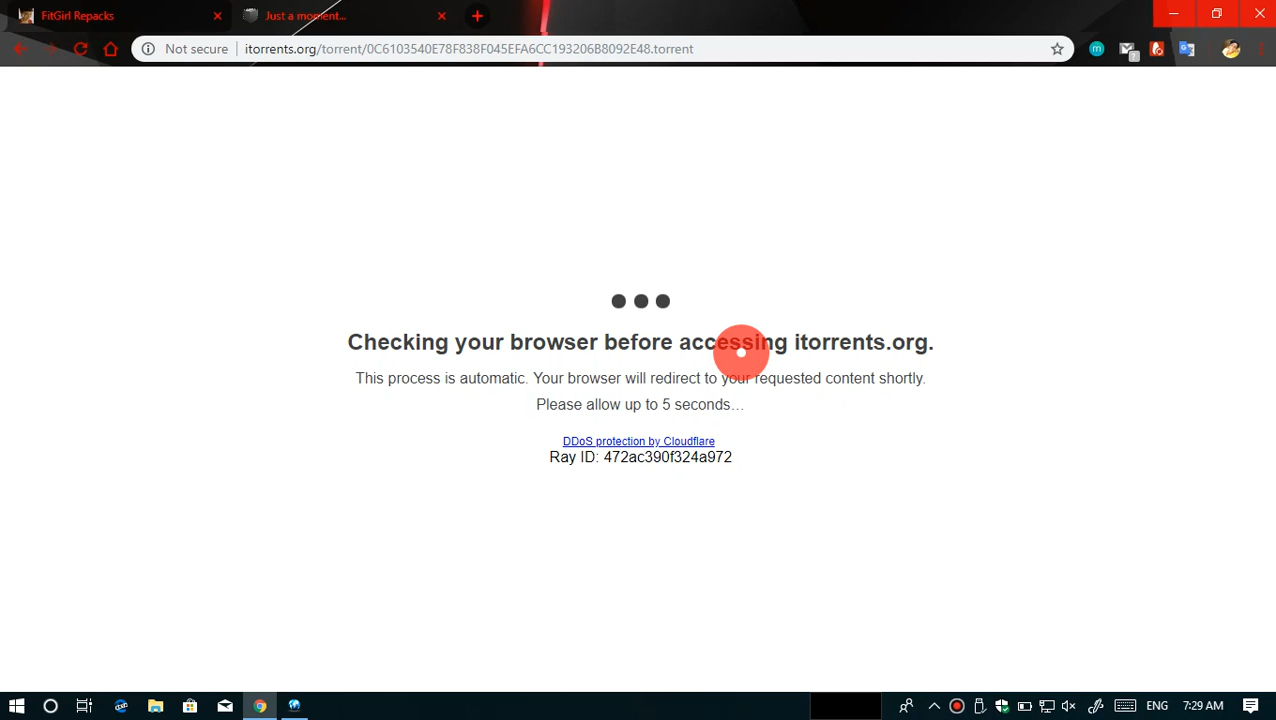 FitGirl Repacks
Just a moment...
Not secure
itorrents.org/torrent/0C6103540E78F838F045EFA6CC193206B8092E48.torrent
m
Checking your browser before accessing itorrents.org.
This process is automatic. Your browser will redirect to your requested content shortly.
Please allow up to 5 seconds…
DDoS protection by Cloudflare
Ray ID: 472ac390f324a972
ENG
7:29 AM